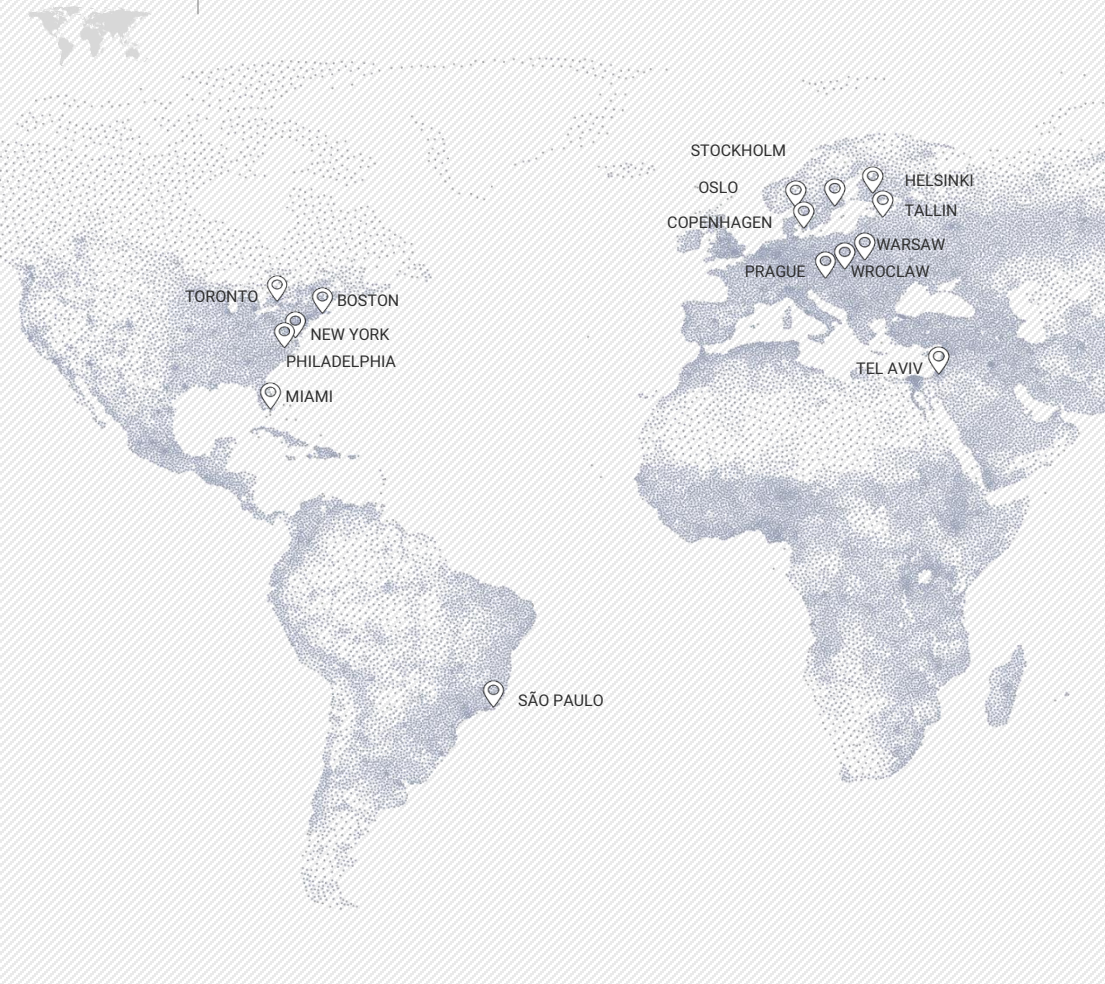 STOCKHOLM
HELSINKI
OSLO
TALLIN
COPENHAGEN
WARSAW
PRAGUE
WROCLAW
TORONTO
BOSTON
NEW YORK
PHILADELPHIA
TEL AVIV
MIAMI
SÃO PAULO